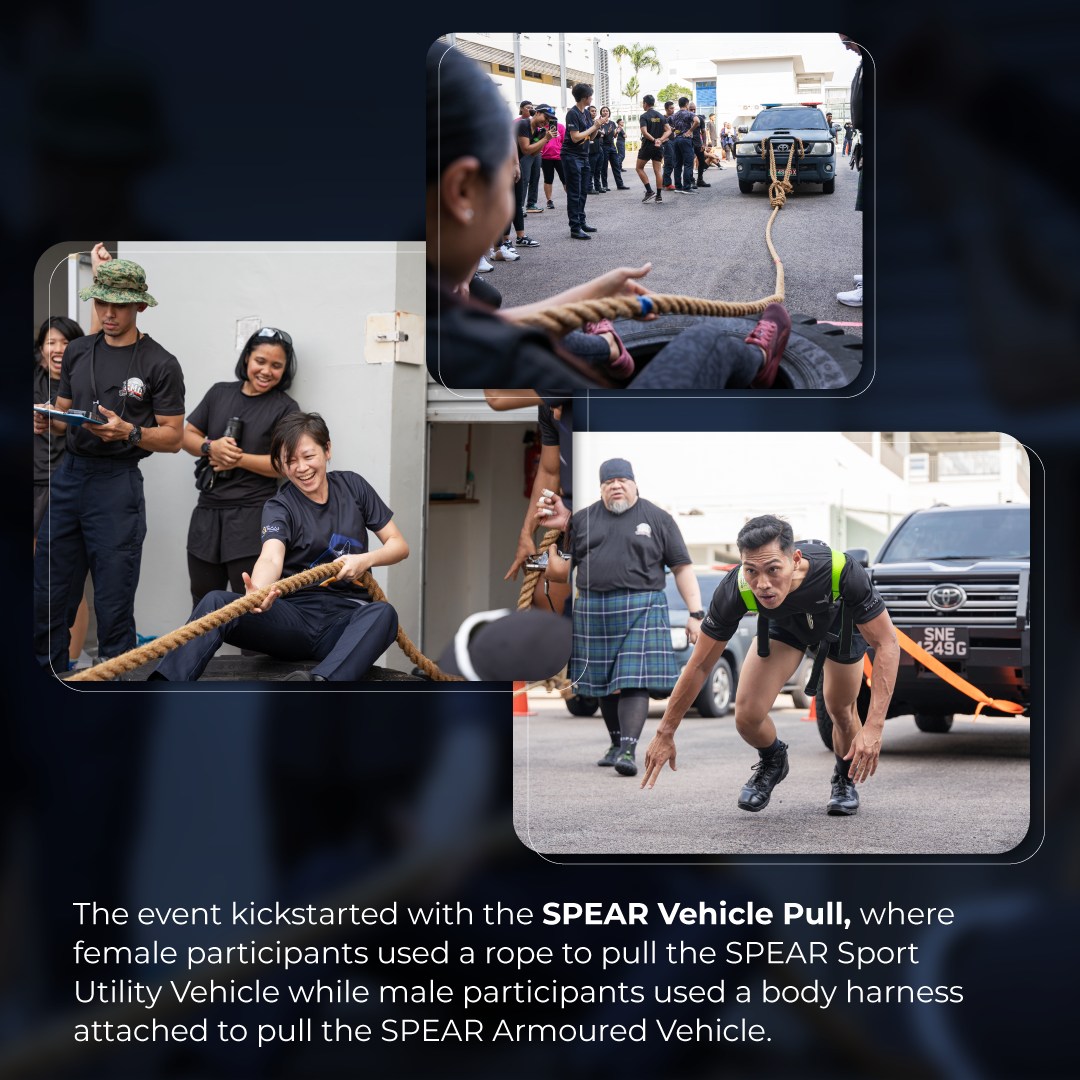 SNE
4249G
The event kickstarted with the SPEAR Vehicle Pull, where
female participants used a rope to pull the SPEAR Sport
Utility Vehicle while male participants used a body harness
attached to pull the SPEAR Armoured Vehicle.